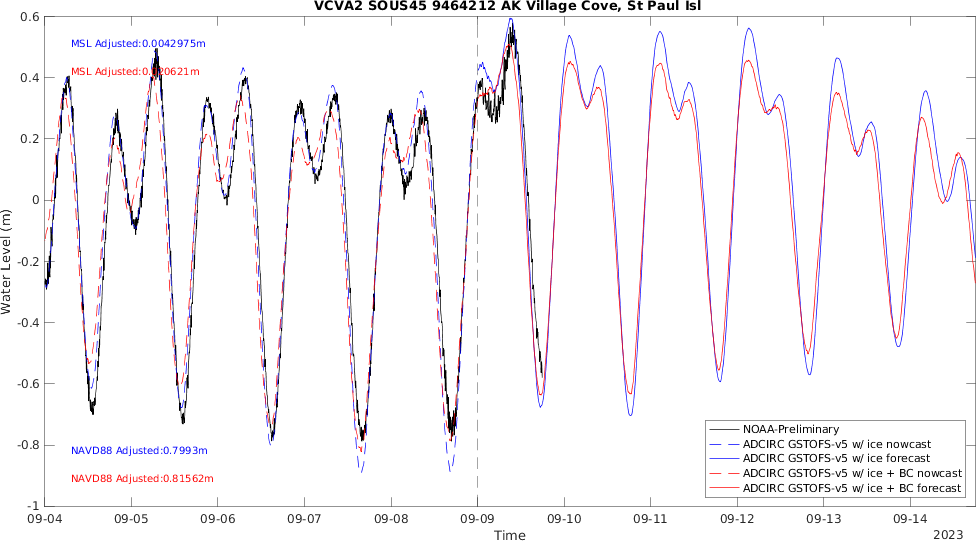 VCVA2 SOUS45 9464212 AK Village Cove, St Paul Isl
0.6
0.4
0.2
0
-0.2
-0.4
-0.6
-0.8
-1
Water Level (m)
MSL Adjusted:0.0042975m
MSL Adjusted:0.020621m
NAVD88 Adjusted:0.7993m
NAVD88 Adjusted:0.81562m
NOAA-Preliminary
ADCIRC GSTOFS-v5 w/ ice nowcast
ADCIRC GSTOFS-v5 w/ ice forecast
ADCIRC GSTOFS-v5 w/ ice + BC nowcast
ADCIRC GSTOFS-v5 w/ ice + BC forecast
09-04 09-05 09-06 09-07 09-08 09-09 09-10 09-11 09-12 09-13 09-14
Time
2023